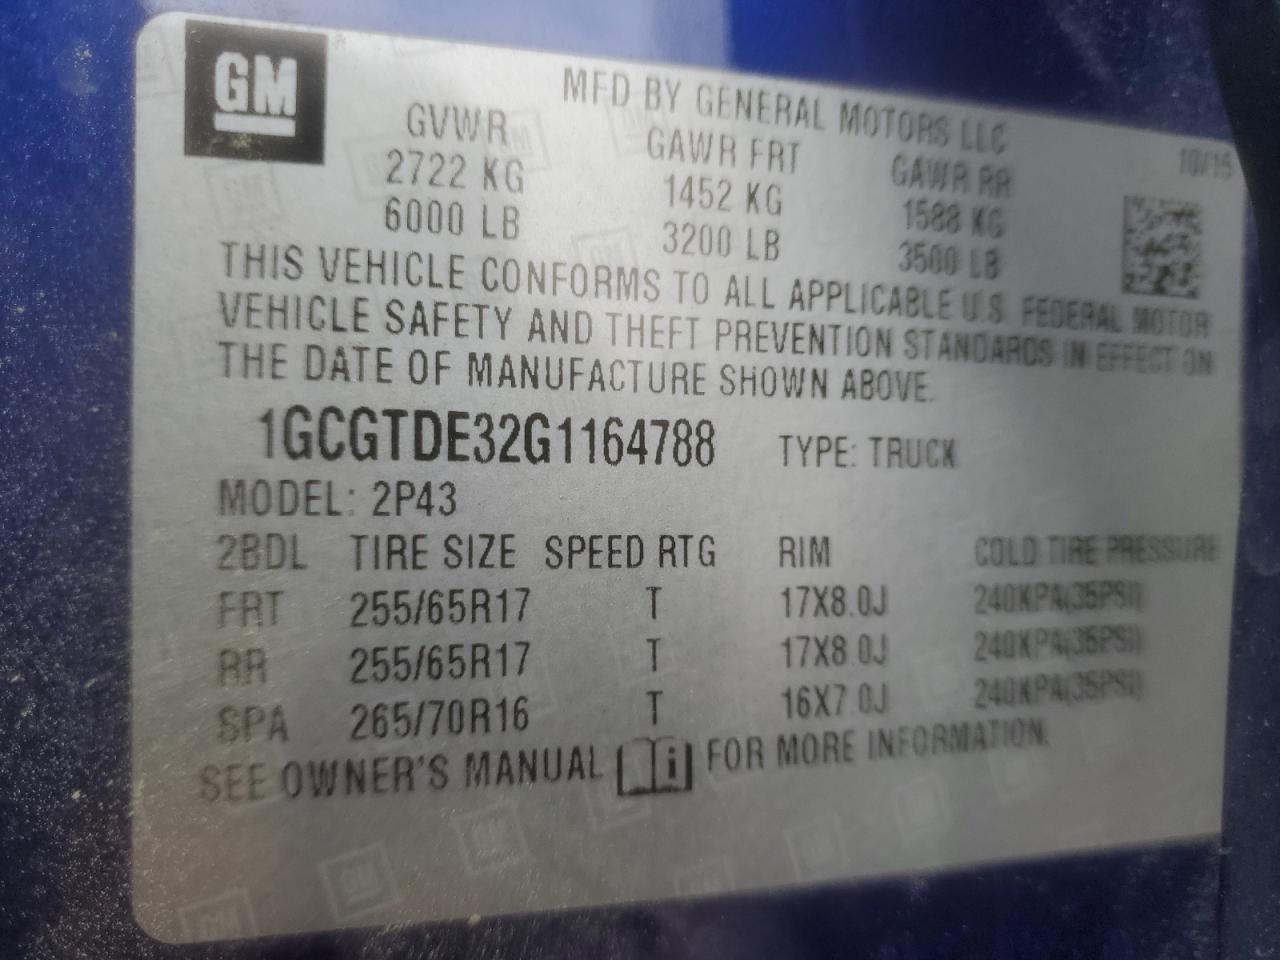 GM
MFD BY GENERAL MOTORS LLC
10/15
GVWR GAWR FRT GAWR RR
2722 KG 1452 KG 1588 KG
6000 LB 3200 LB 3500 LB
THIS VEHICLE CONFORMS TO ALL APPLICABLE U.S. FEDERAL MOTOR
VEHICLE SAFETY AND THEFT PREVENTION STANDARDS IN EFFECT ON
THE DATE OF MANUFACTURE SHOWN ABOVE.
1GCGTDE32G1164788 TYPE: TRUCK
MODEL: 2P43
2BDL TIRE SIZE SPEED RTG RIM COLD TIRE PRESSURE
FRT 255/65R17 T 17X8.0J 240KPA(35PSI)
RR 255/65R17 T 17X8.0J 240KPA(35PSI)
SPA 265/70R16 T 16X7.0J 240KPA(35PSI)
SEE OWNER'S MANUAL FOR MORE INFORMATION.